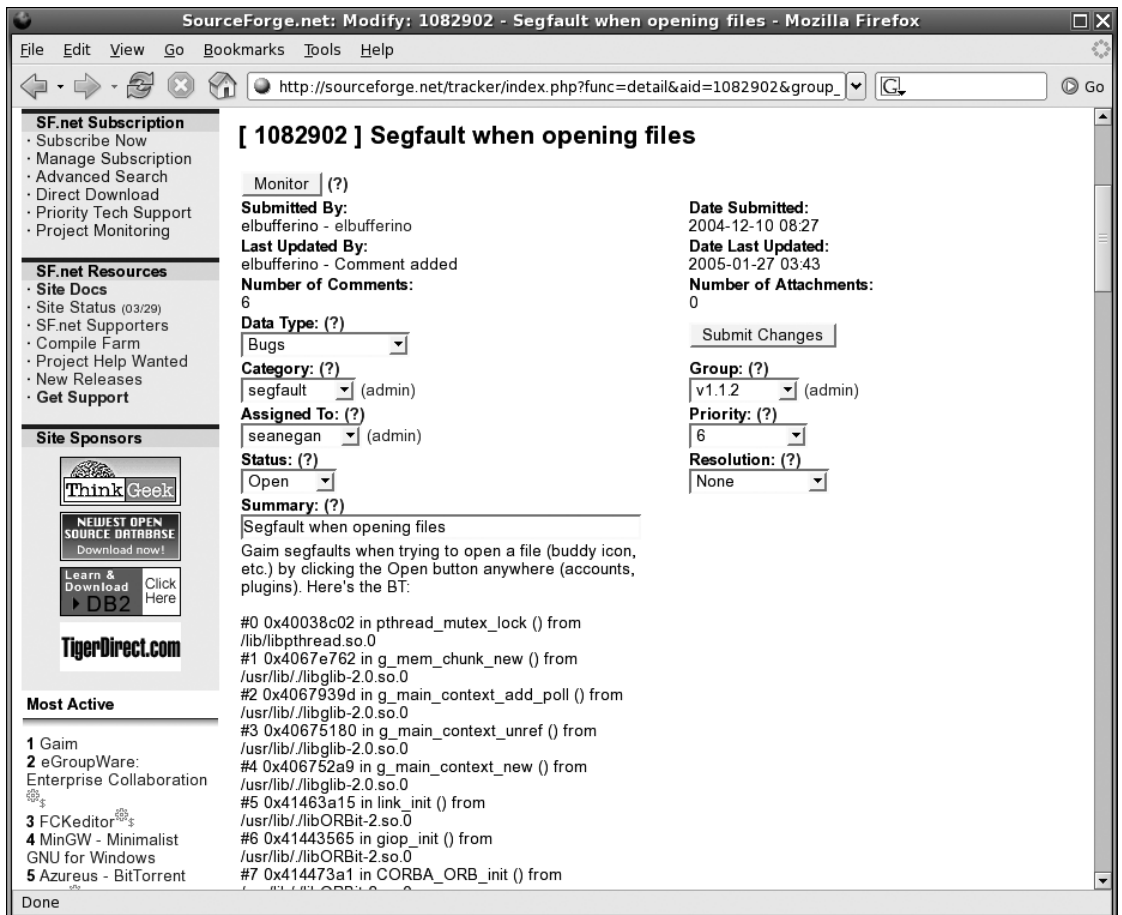 SourceForge.net: Modify: 1082902 - Segfault when opening files - Mozilla Firefox
File Edit View Go Bookmarks Tools Help
http://sourceforge.net/tracker/index.php?func=detail&aid=1082902&group_
G
Go
SF.net Subscription
· Subscribe Now
· Manage Subscription
· Advanced Search
· Direct Download
· Priority Tech Support
· Project Monitoring
SF.net Resources
· Site Docs
· Site Status (03/29)
· SF.net Supporters
· Compile Farm
· Project Help Wanted
· New Releases
· Get Support
Site Sponsors
Think Geek
NEWEST OPEN
SOURCE DATABASE
Download now!
Learn &
Download
DB2
Click
Here
TigerDirect.com
Most Active
1 Gaim
2 eGroupWare:
Enterprise Collaboration
$
3 FCKeditor $
4 MinGW - Minimalist
GNU for Windows
5 Azureus - BitTorrent
[ 1082902 ] Segfault when opening files
Monitor (?)
Submitted By:
elbufferino - elbufferino
Date Submitted:
2004-12-10 08:27
Last Updated By:
elbufferino - Comment added
Date Last Updated:
2005-01-27 03:43
Number of Comments:
6
Number of Attachments:
0
Data Type: (?)
Bugs
Submit Changes
Category: (?)
segfault (admin)
Group: (?)
v1.1.2 (admin)
Assigned To: (?)
seanegan (admin)
Priority: (?)
6
Status: (?)
Open
Resolution: (?)
None
Summary: (?)
Segfault when opening files
Gaim segfaults when trying to open a file (buddy icon,
etc.) by clicking the Open button anywhere (accounts,
plugins). Here's the BT:
#0 0x40038c02 in pthread_mutex_lock () from
/lib/libpthread.so.0
#1 0x4067e762 in g_mem_chunk_new () from
/usr/lib/./libglib-2.0.so.0
#2 0x4067939d in g_main_context_add_poll () from
/usr/lib/./libglib-2.0.so.0
#3 0x40675180 in g_main_context_unref () from
/usr/lib/./libglib-2.0.so.0
#4 0x406752a9 in g_main_context_new () from
/usr/lib/./libglib-2.0.so.0
#5 0x41463a15 in link_init () from
/usr/lib/./libORBit-2.so.0
#6 0x41443565 in giop_init () from
/usr/lib/./libORBit-2.so.0
#7 0x414473a1 in CORBA_ORB_init () from
Done